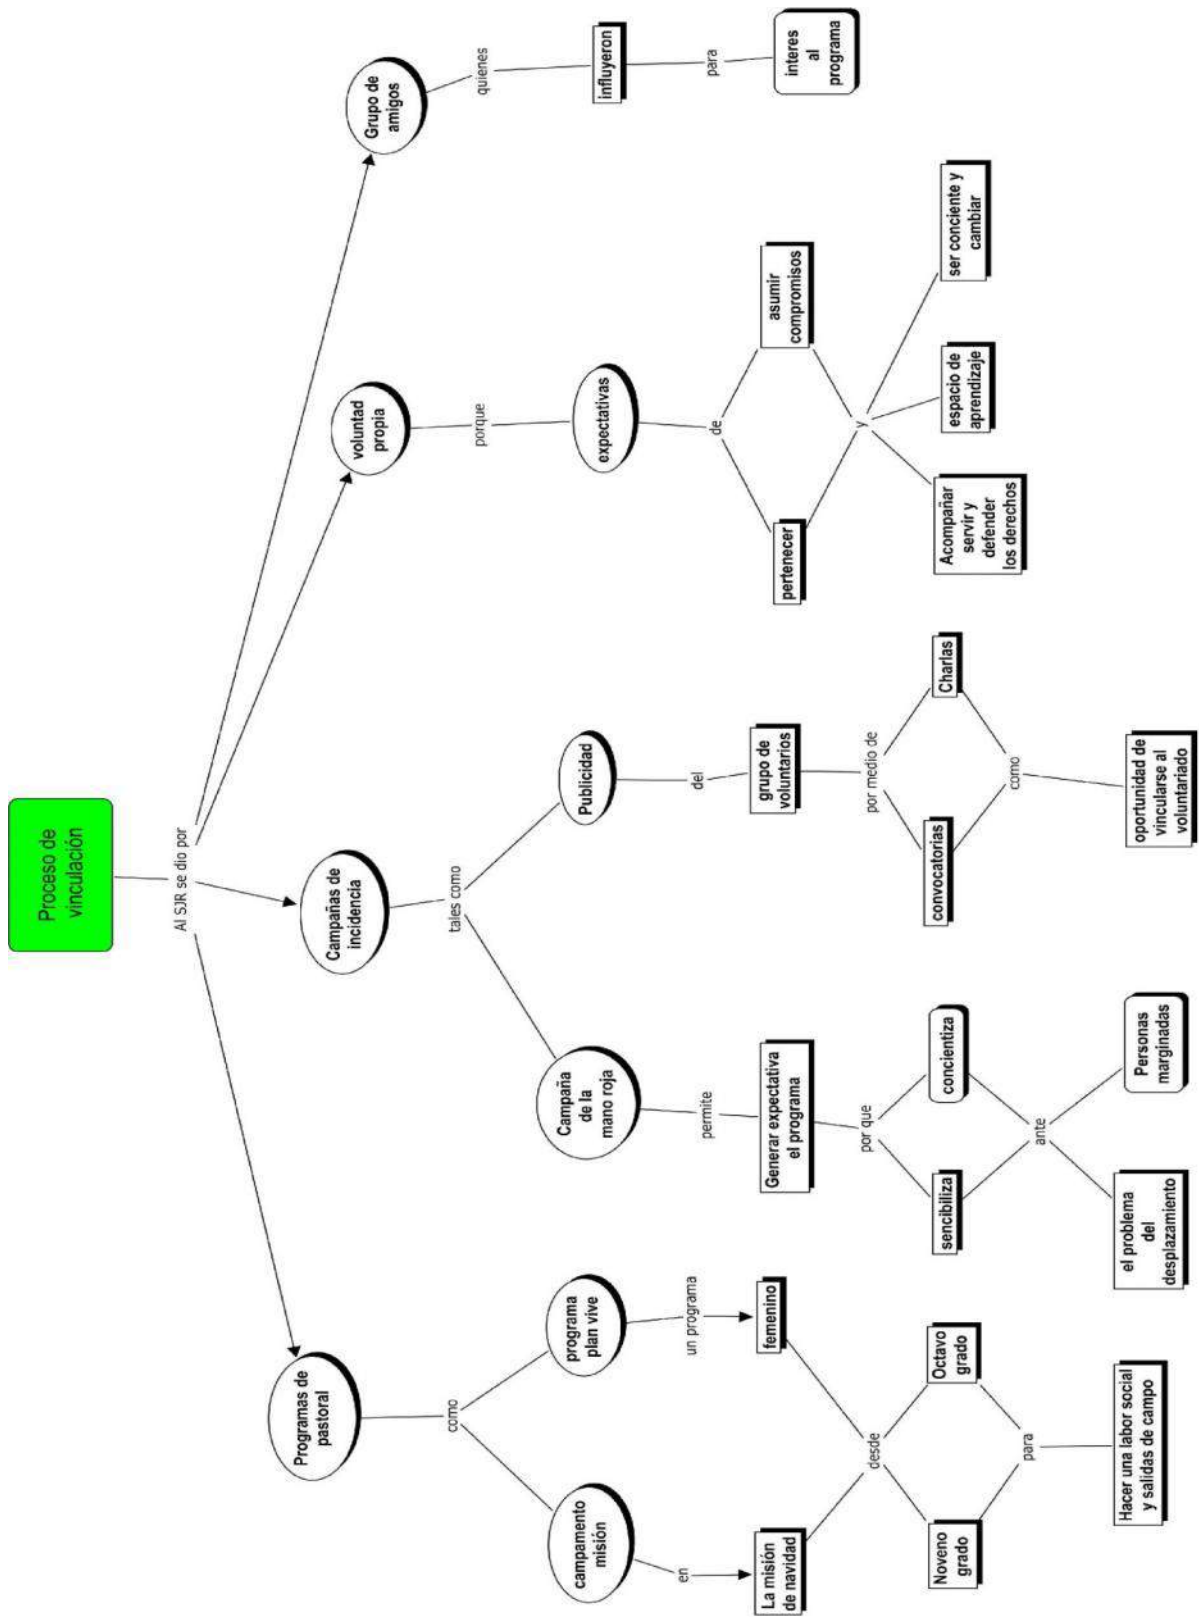 Proceso de
vinculación
Al SJR se dio por
Programas de
pastoral
como
campamento
misión
en
La misión
de navidad
programa
plan vive
un programa
femenino
desde
Noveno
grado
Octavo
grado
para
Hacer una labor social
y salidas de campo
Campañas de
incidencia
tales como
Campaña
de la
mano roja
permite
Generar expectativa
el programa
por que
sencibiliza
concientiza
ante
el problema
del
desplazamiento
Personas
marginadas
Publicidad
del
grupo de
voluntarios
por medio de
convocatorias
Charlas
como
oportunidad de
vincularse al
voluntariado
voluntad
propia
porque
expectativas
de
pertenecer
asumir
compromisos
y
Acompañar
servir y
defender
los derechos
espacio de
aprendizaje
ser conciente y
cambiar
Grupo de
amigos
quienes
influyeron
para
interes
al
programa